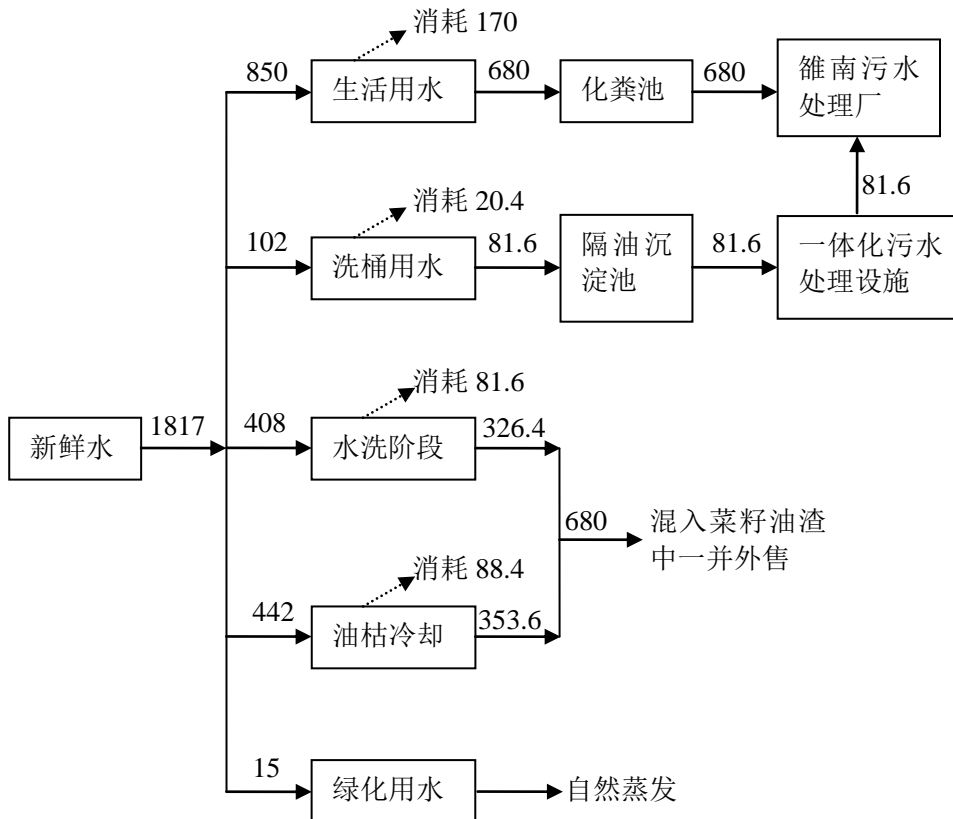 消耗 170
850
生活用水
680
化粪池
680
雒南污水
处理厂
81.6
消耗 20.4
102
洗桶用水
81.6
隔油沉
淀池
81.6
一体化污水
处理设施
消耗 81.6
新鲜水
1817
408
水洗阶段
326.4
680
混入菜籽油渣
中一并外售
消耗 88.4
442
油枯冷却
353.6
15
绿化用水
自然蒸发